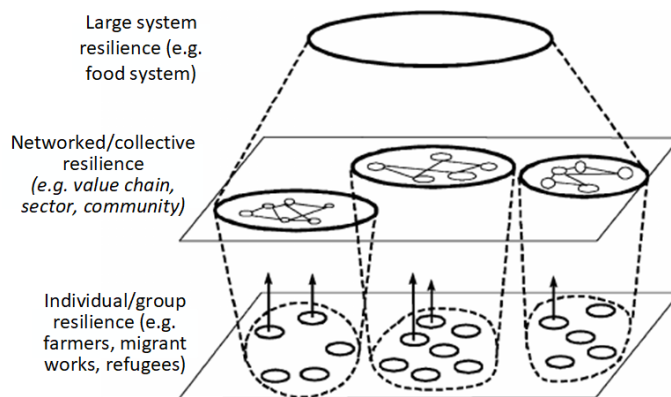 Large system
resilience (e.g.
food system)
Networked/collective
resilience
(e.g. value chain,
sector, community)
Individual/group
resilience (e.g.
farmers, migrant
works, refugees)